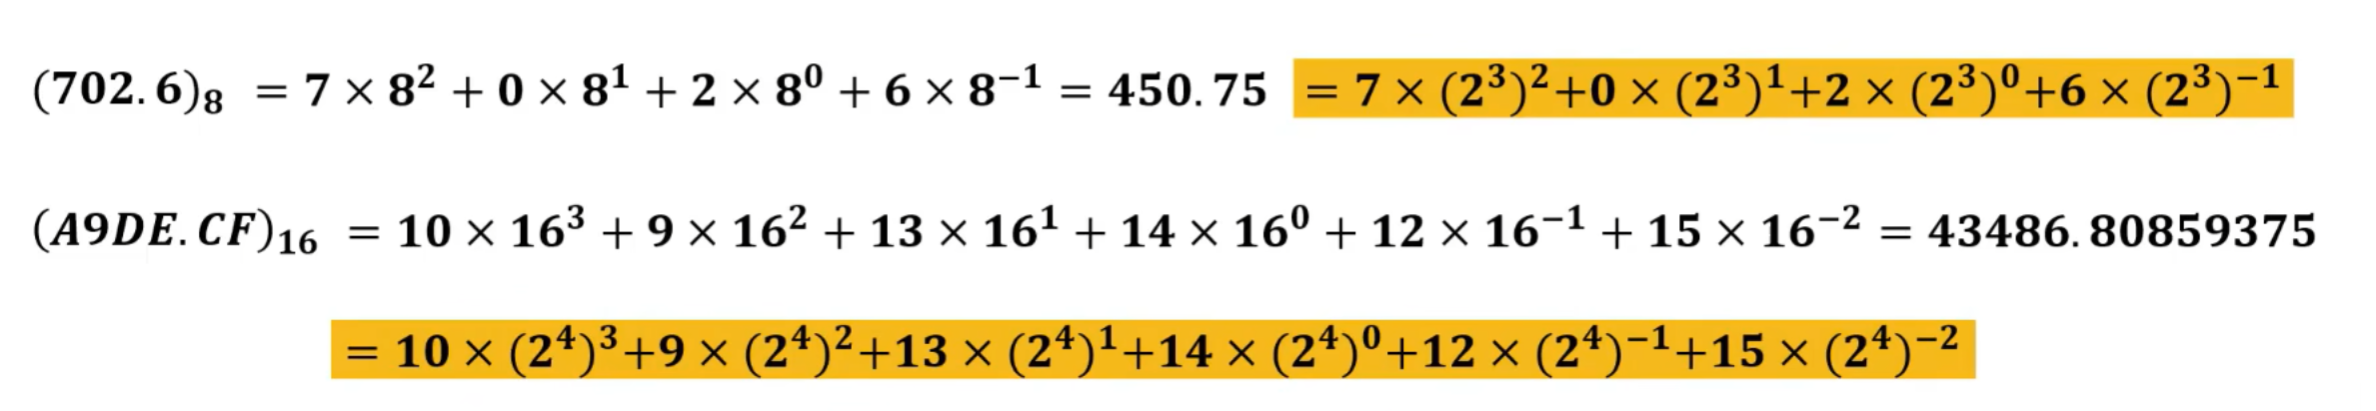 (702.6)₈ = 7 × 8² + 0 × 8¹ + 2 × 8⁰ + 6 × 8⁻¹ = 450.75 = 7 × (2³)²+0 × (2³)¹+2 × (2³)⁰+6 × (2³)⁻¹
(A9DE.CF)₁₆ = 10 × 16³ + 9 × 16² + 13 × 16¹ + 14 × 16⁰ + 12 × 16⁻¹ + 15 × 16⁻² = 43486.80859375
= 10 × (2⁴)³+9 × (2⁴)²+13 × (2⁴)¹+14 × (2⁴)⁰+12 × (2⁴)⁻¹+15 × (2⁴)⁻²